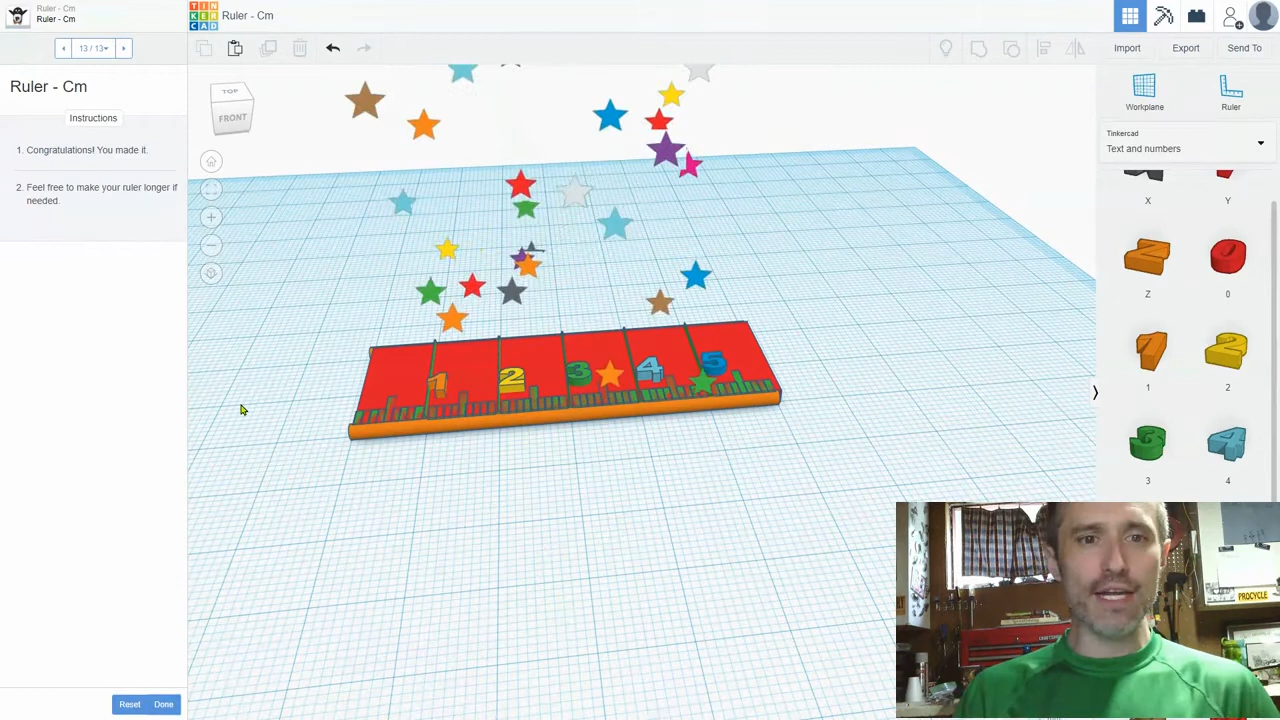 Ruler - Cm
Ruler - Cm
TIN
KER
CAD
Ruler - Cm
13 / 13
Import
Export
Send To
Ruler - Cm
Instructions
1. Congratulations! You made it.
2. Feel free to make your ruler longer if
needed.
TOP
FRONT
Workplane
Ruler
Tinkercad
Text and numbers
X
Y
Z
0
1
2
3
4
1 2 3 4 5
PROCYCLE
Reset
Done